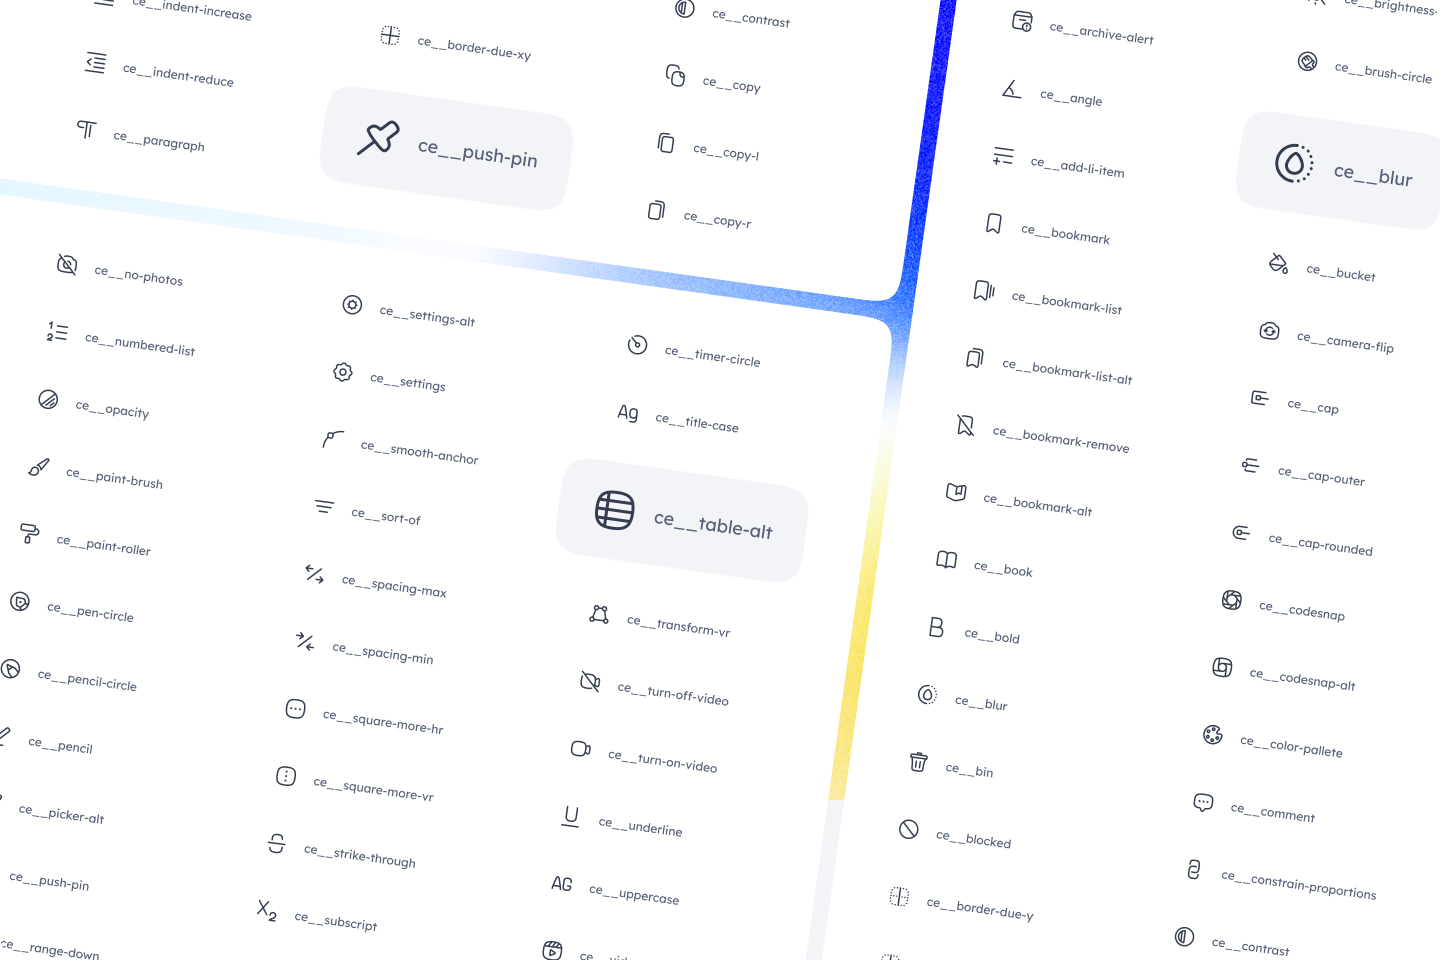 ce__indent-increase
ce__indent-reduce
ce__paragraph
ce__border-due-xy
ce__push-pin
ce__contrast
ce__copy
ce__copy-l
ce__copy-r
ce__no-photos
ce__numbered-list
ce__opacity
ce__paint-brush
ce__paint-roller
ce__pen-circle
ce__pencil-circle
ce__pencil
ce__picker-alt
ce__push-pin
ce__range-down
ce__settings-alt
ce__settings
ce__smooth-anchor
ce__sort-of
ce__spacing-max
ce__spacing-min
ce__square-more-hr
ce__square-more-vr
ce__strike-through
ce__subscript
ce__timer-circle
Ag
ce__title-case
ce__table-alt
ce__transform-vr
ce__turn-off-video
ce__turn-on-video
ce__underline
AG
ce__uppercase
ce__archive-alert
ce__angle
ce__add-li-item
ce__bookmark
ce__bookmark-list
ce__bookmark-list-alt
ce__bookmark-remove
ce__bookmark-alt
ce__book
ce__bold
ce__blur
ce__bin
ce__blocked
ce__border-due-y
ce__brightness-
ce__brush-circle
ce__blur
ce__bucket
ce__camera-flip
ce__cap
ce__cap-outer
ce__cap-rounded
ce__codesnap
ce__codesnap-alt
ce__color-pallete
ce__comment
ce__constrain-proportions
ce__contrast